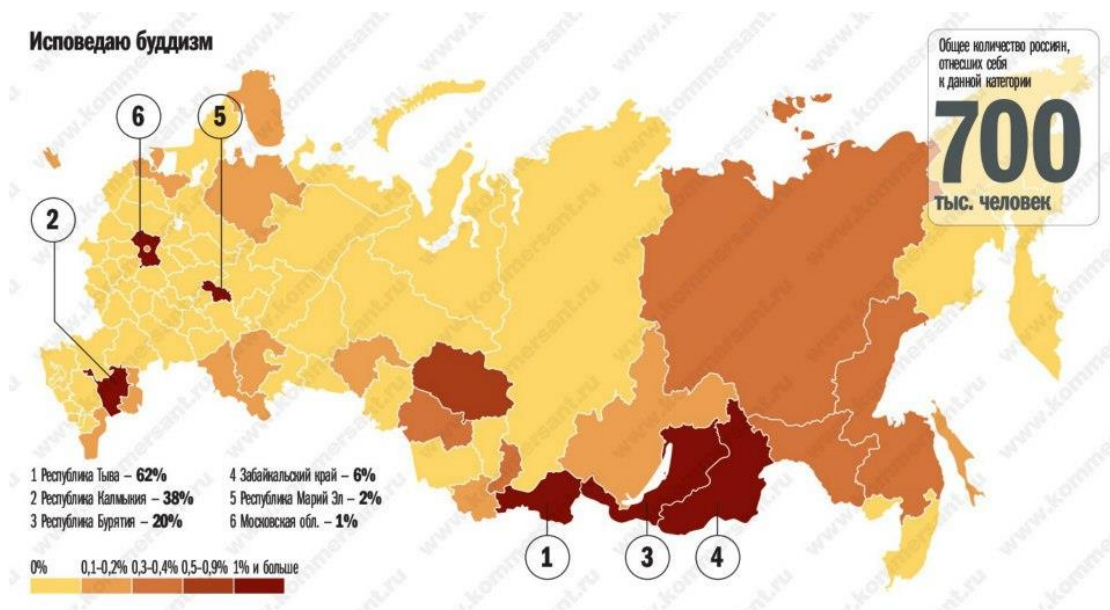 Исповедаю буддизм
Общее количество россиян,
отнесших себя
к данной категории
700
тыс. человек
6
5
2
1 Республика Тыва – 62%
2 Республика Калмыкия – 38%
3 Республика Бурятия – 20%
4 Забайкальский край – 6%
5 Республика Марий Эл – 2%
6 Московская обл. – 1%
1
3
4
0% 0,1–0,2% 0,3–0,4% 0,5–0,9% 1% и больше
www.kommersant.ru